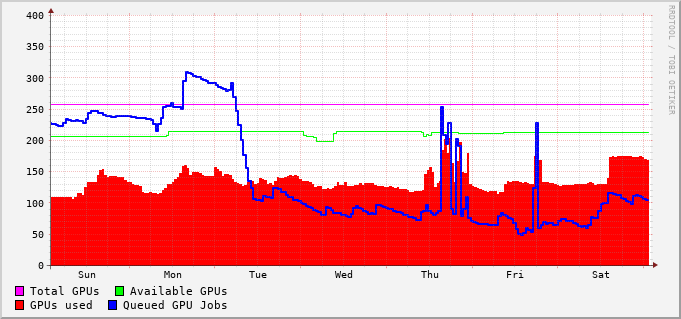 400
350
300
250
200
150
100
50
0
Sun Mon Tue Wed Thu Fri Sat
Total GPUs Available GPUs
GPUs used Queued GPU Jobs
RRDTOOL / TOBI OETIKER